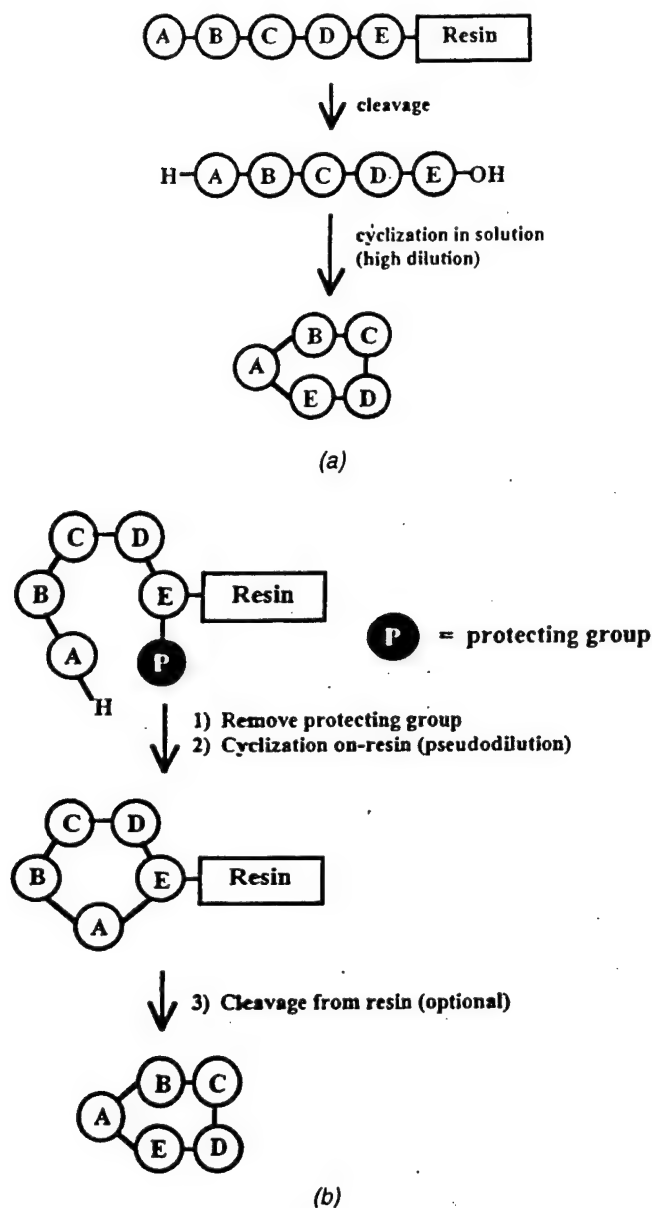 A B C D E Resin
cleavage
H A B C D E OH
cyclization in solution
(high dilution)
B C
A
E D
(a)
C D
B E Resin
P = protecting group
A P
H
1) Remove protecting group
2) Cyclization on-resin (pseudodilution)
C D
B E Resin
A
3) Cleavage from resin (optional)
B C
A
E D
(b)